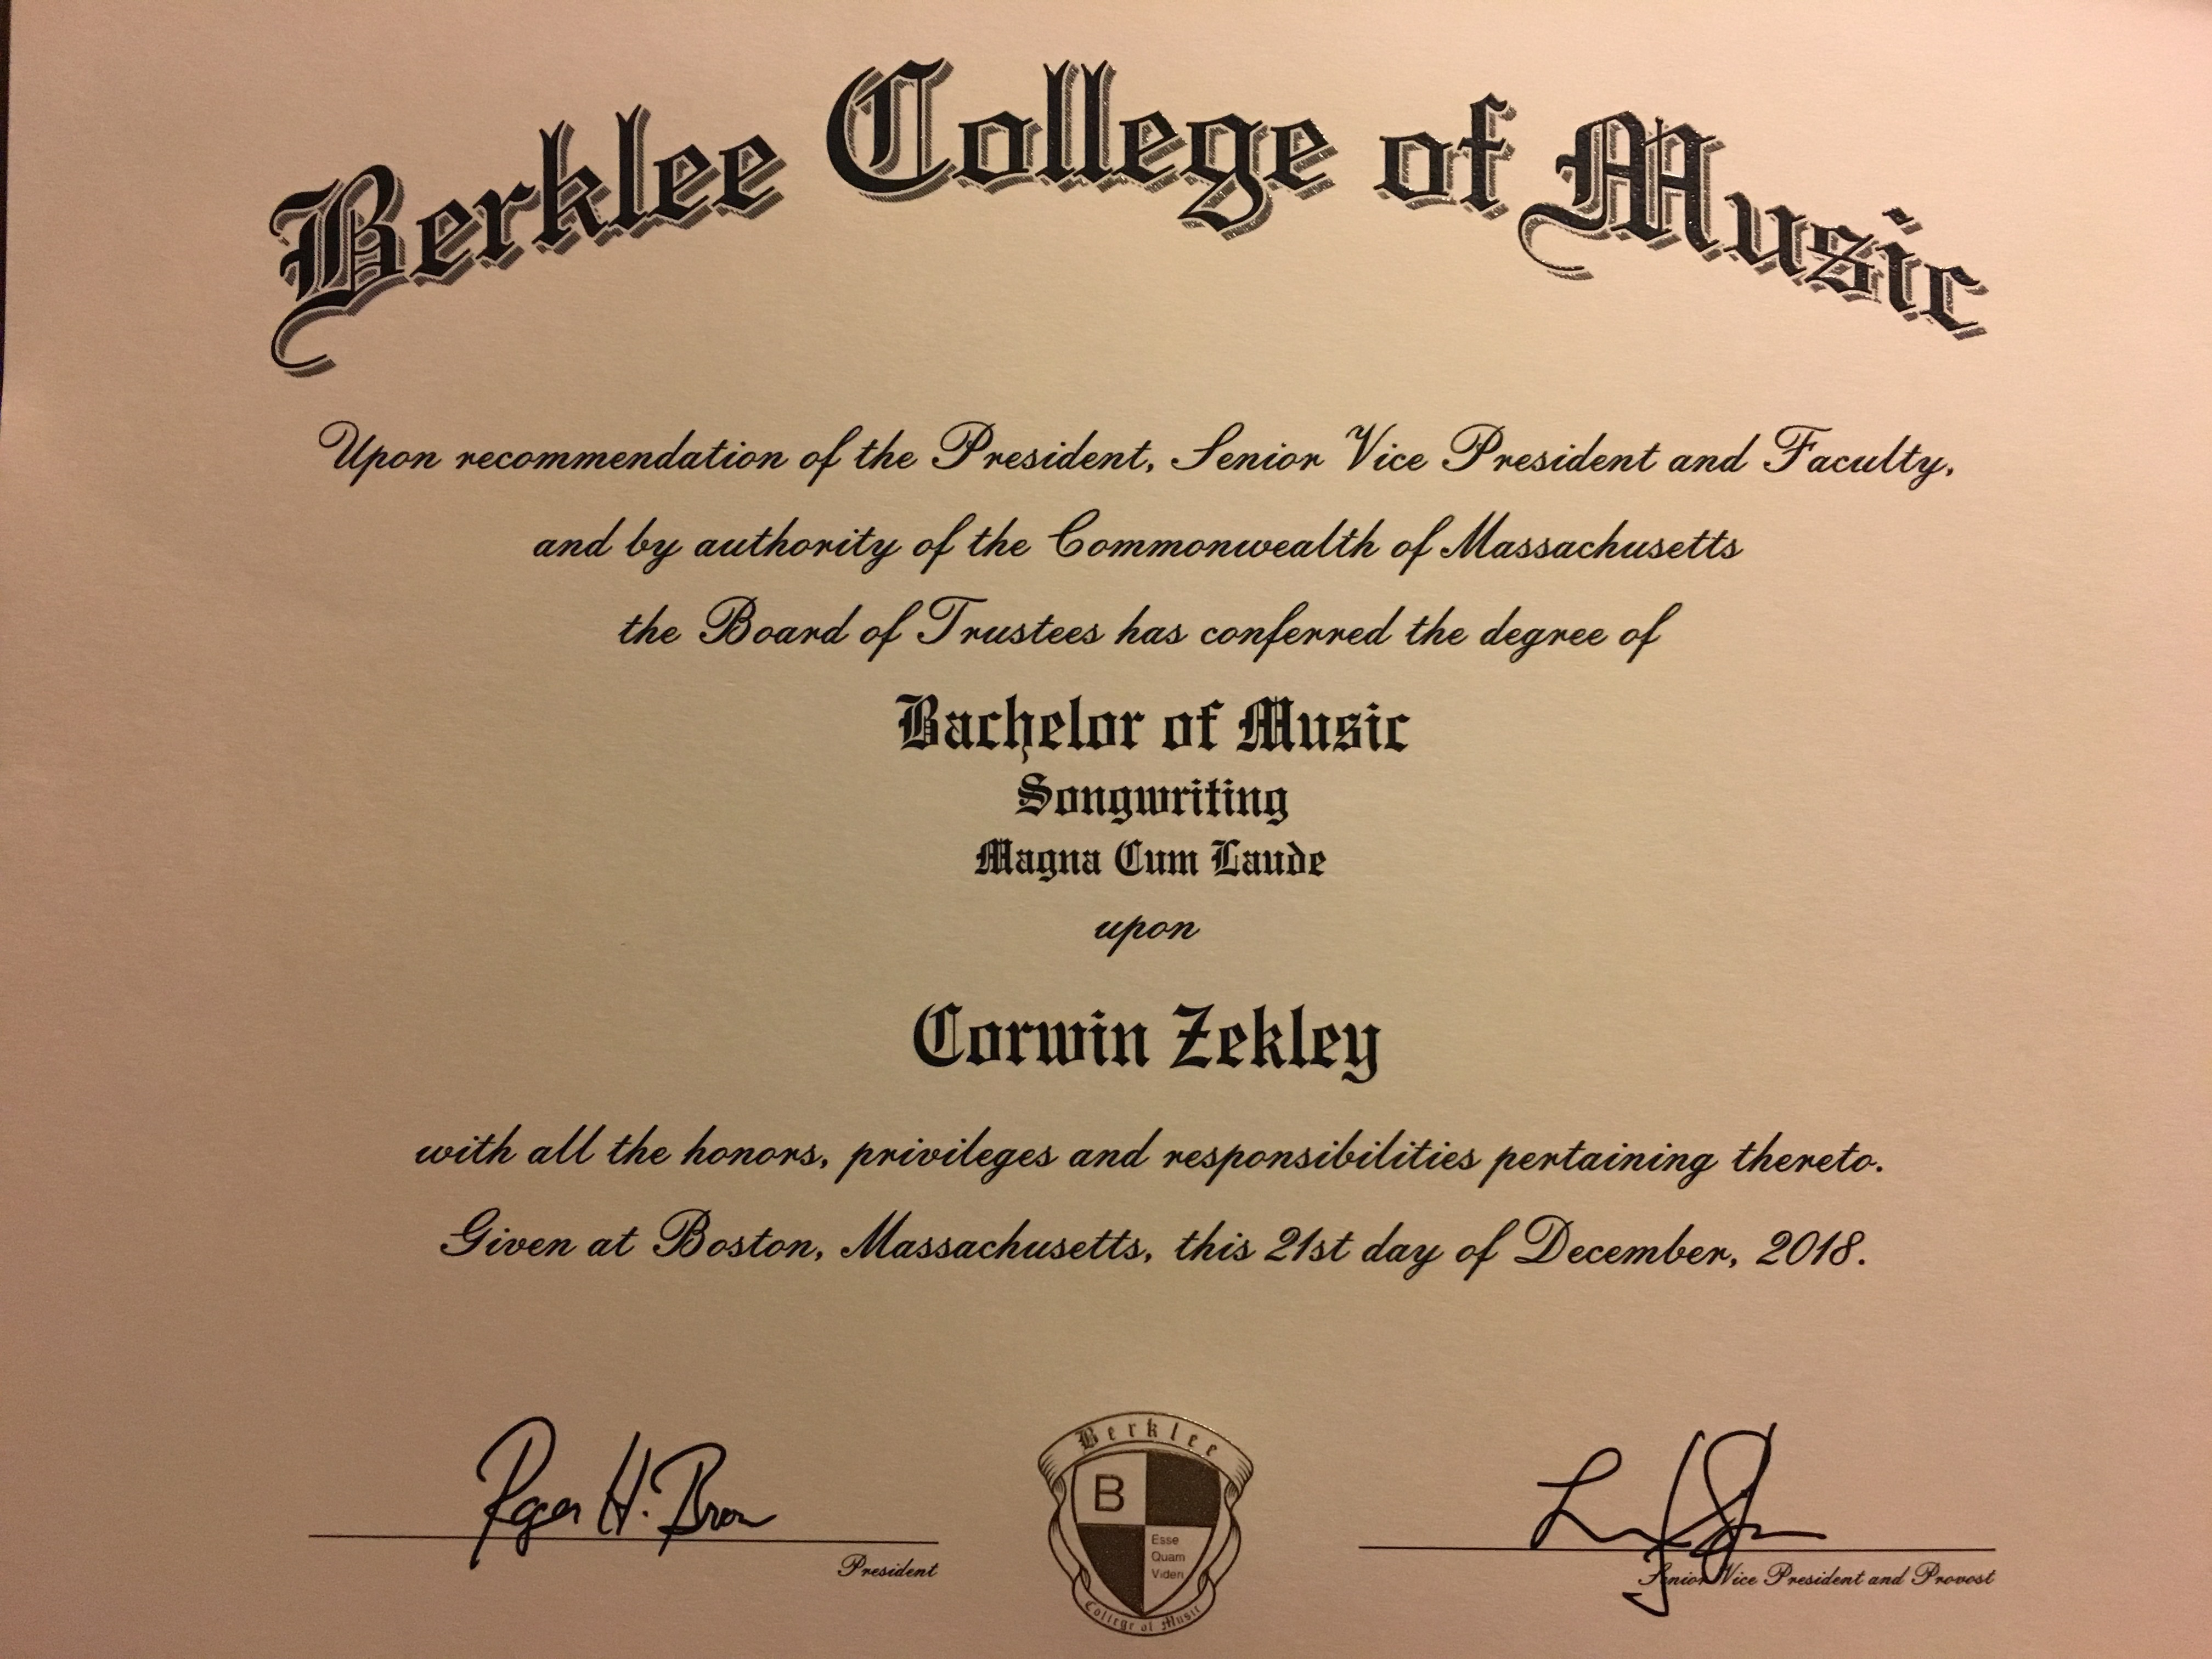 Berklee College of Music
Upon recommendation of the President, Senior Vice President and Faculty,
and by authority of the Commonwealth of Massachusetts
the Board of Trustees has conferred the degree of
Bachelor of Music
Songwriting
Magna Cum Laude
upon
Corwin Zekley
with all the honors, privileges and responsibilities pertaining thereto.
Given at Boston, Massachusetts, this 21st day of December, 2018.
Roger H. Brown
President
Berklee
B
Esse
Quam
Videri
College of Music
Senior Vice President and Provost